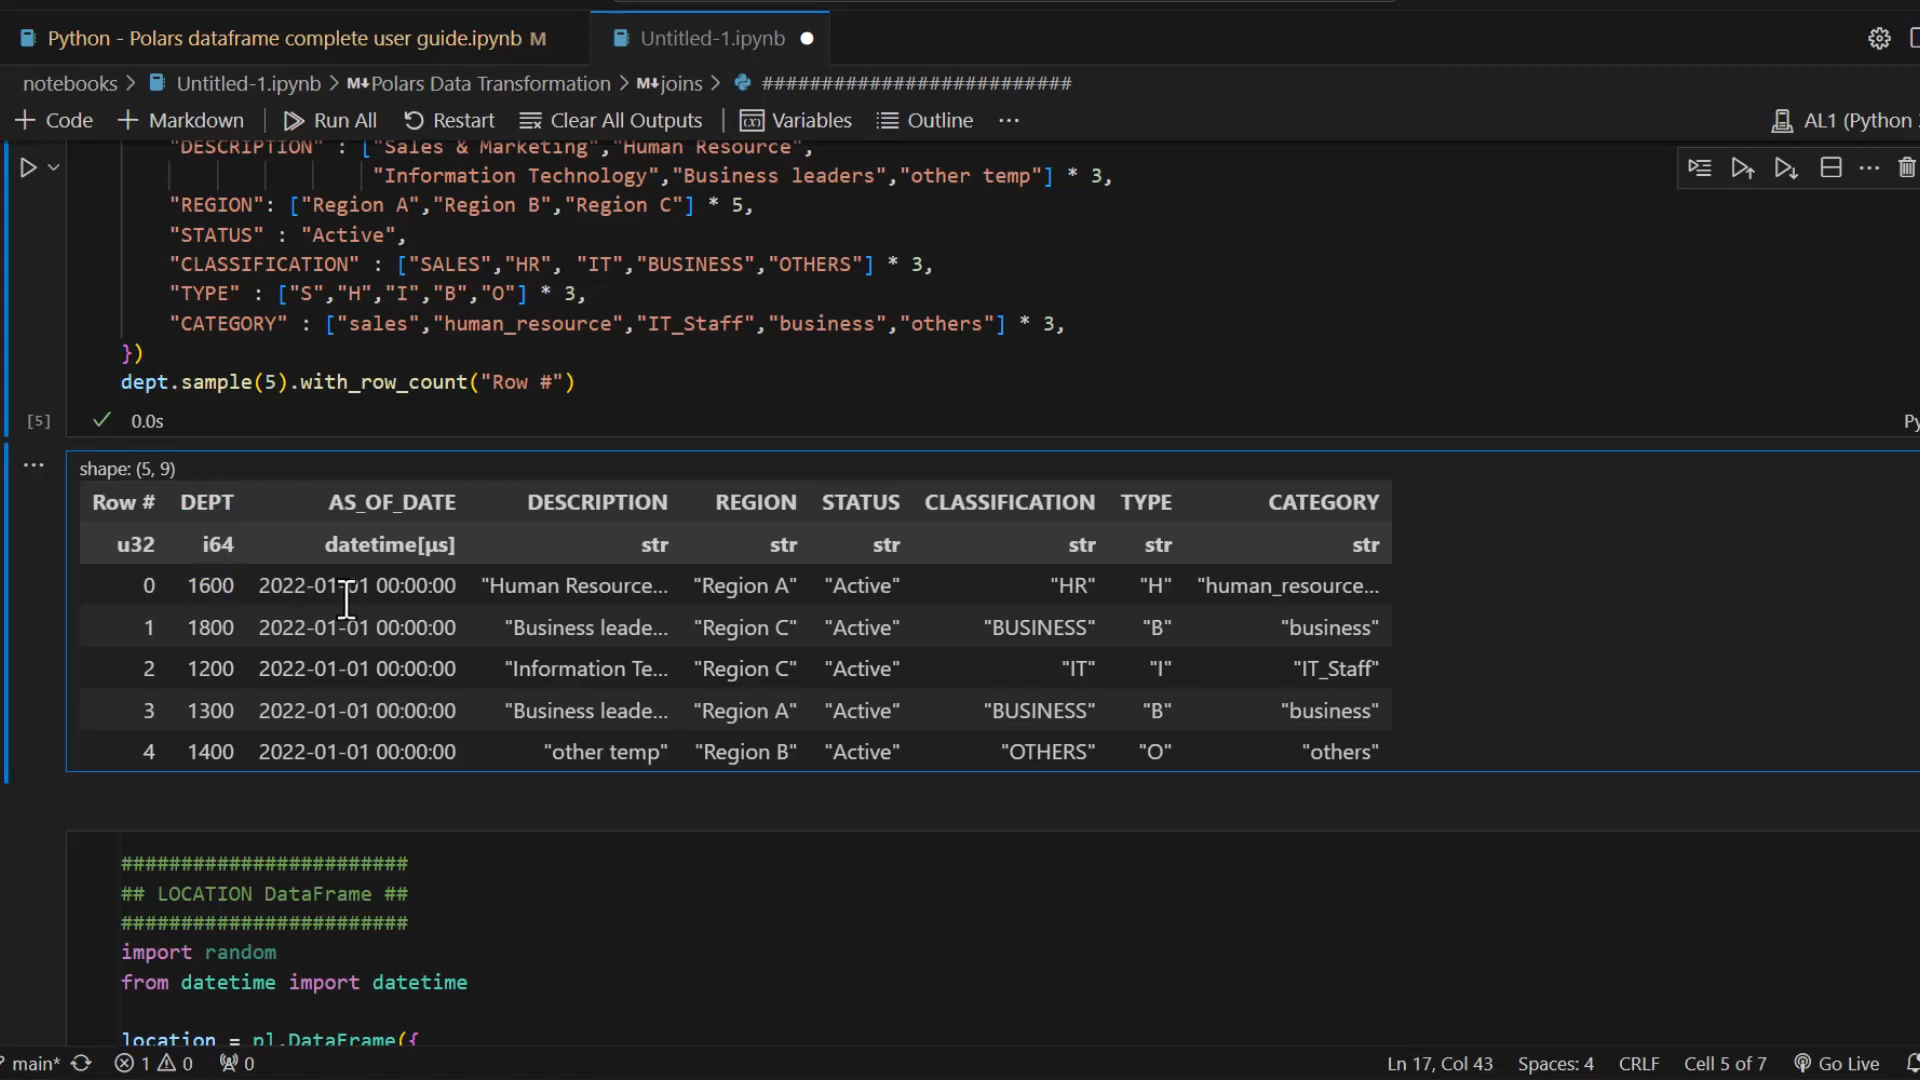 Python - Polars dataframe complete user guide.ipynb M
Untitled-1.ipynb
notebooks > Untitled-1.ipynb > M↓Polars Data Transformation > M↓joins > ##########################
+ Code + Markdown Run All Restart Clear All Outputs Variables Outline ···
AL1 (Python
"DESCRIPTION" : ["Sales & Marketing","Human Resource",
"Information Technology","Business leaders","other temp"] * 3,
"REGION": ["Region A","Region B","Region C"] * 5,
"STATUS" : "Active",
"CLASSIFICATION" : ["SALES","HR", "IT","BUSINESS","OTHERS"] * 3,
"TYPE" : ["S","H","I","B","O"] * 3,
"CATEGORY" : ["sales","human_resource","IT_Staff","business","others"] * 3,
})
dept.sample(5).with_row_count("Row #")
[5] ✓ 0.0s Py
shape: (5, 9)
Row # DEPT AS_OF_DATE DESCRIPTION REGION STATUS CLASSIFICATION TYPE CATEGORY
u32 i64 datetime[μs] str str str str str str
0 1600 2022-01-01 00:00:00 "Human Resource... "Region A" "Active" "HR" "H" "human_resource...
1 1800 2022-01-01 00:00:00 "Business leade... "Region C" "Active" "BUSINESS" "B" "business"
2 1200 2022-01-01 00:00:00 "Information Te... "Region C" "Active" "IT" "I" "IT_Staff"
3 1300 2022-01-01 00:00:00 "Business leade... "Region A" "Active" "BUSINESS" "B" "business"
4 1400 2022-01-01 00:00:00 "other temp" "Region B" "Active" "OTHERS" "O" "others"
########################
## LOCATION DataFrame ##
########################
import random
from datetime import datetime
location = pl.DataFrame({
main* 1 0 0 Ln 17, Col 43 Spaces: 4 CRLF Cell 5 of 7 Go Live